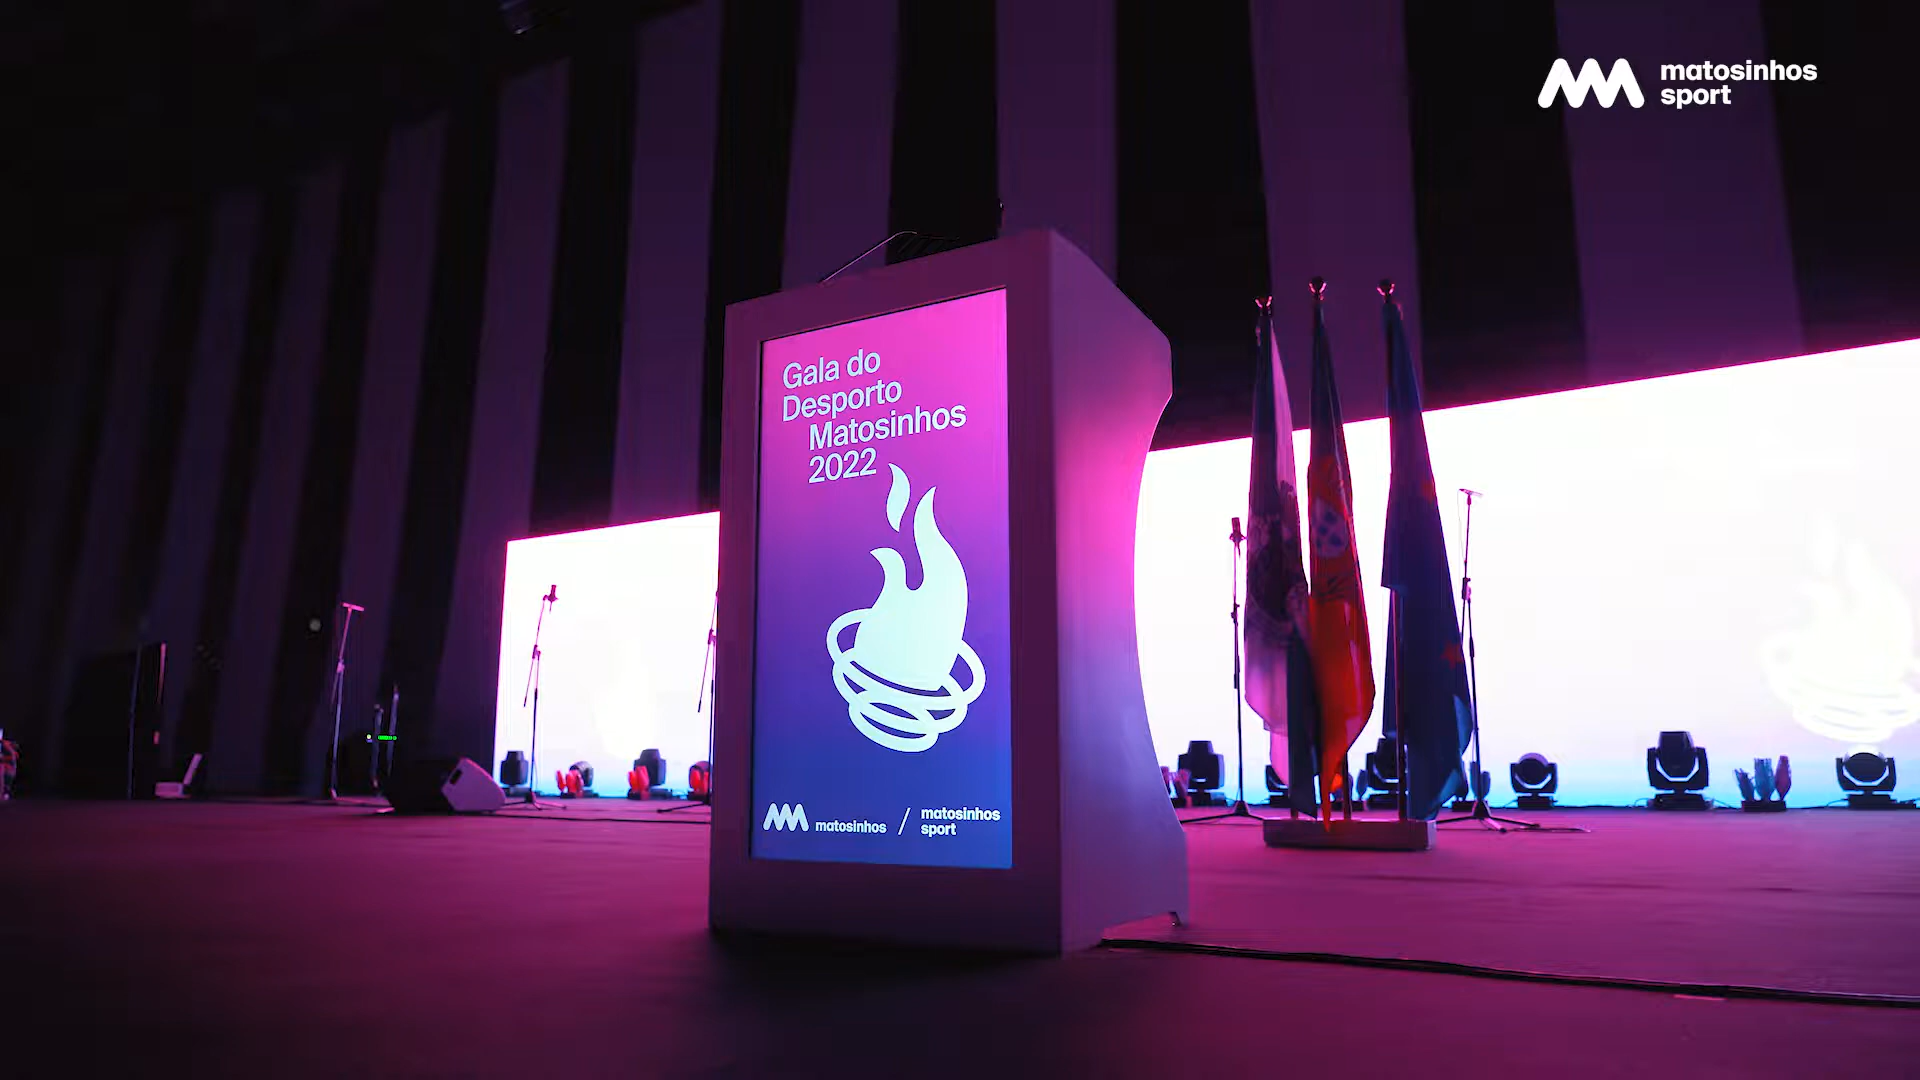 matosinhos
sport
Gala do
Desporto
Matosinhos
2022
matosinhos / matosinhos
sport